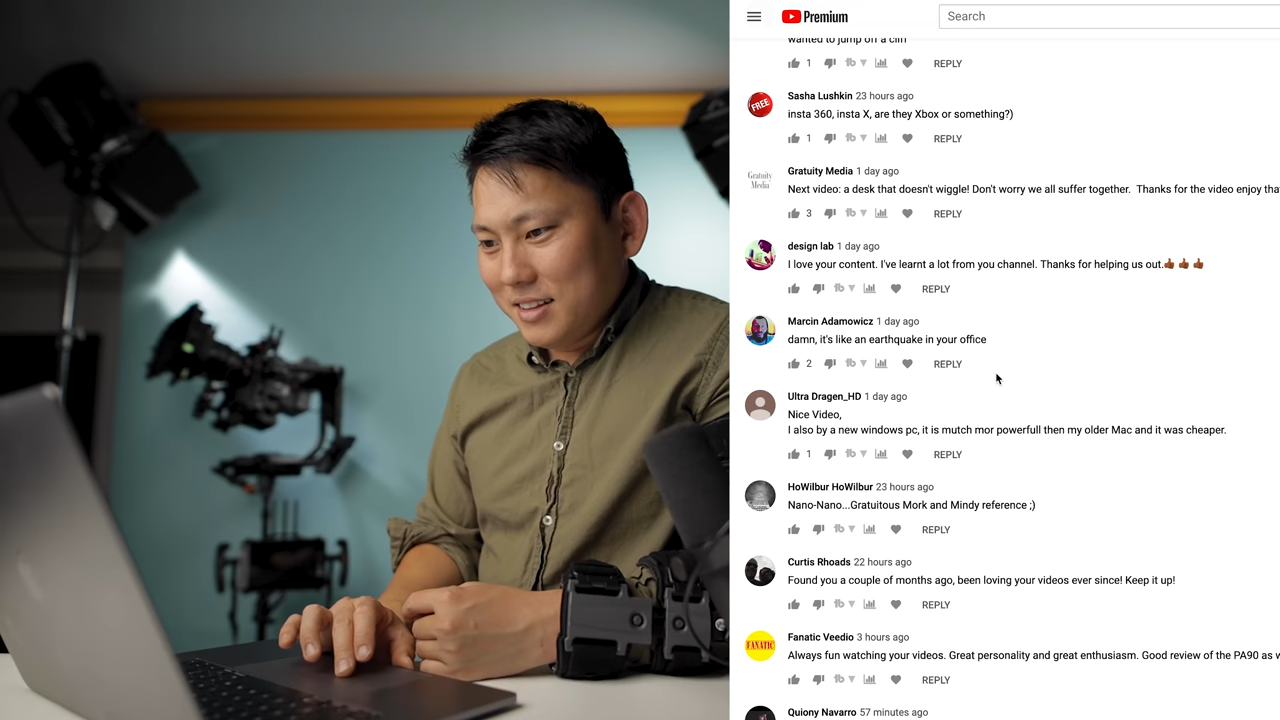 Premium
Search
wanted to jump off a cliff
1 REPLY
FREE
Sasha Lushkin 23 hours ago
insta 360, insta X, are they Xbox or something?)
1 REPLY
Gratuity Media
Gratuity Media 1 day ago
Next video: a desk that doesn't wiggle! Don't worry we all suffer together. Thanks for the video enjoy tha
3 REPLY
design lab 1 day ago
I love your content. I've learnt a lot from you channel. Thanks for helping us out.👍🏾👍🏾👍🏾
REPLY
Marcin Adamowicz 1 day ago
damn, it's like an earthquake in your office
2 REPLY
Ultra Dragen_HD 1 day ago
Nice Video,
I also by a new windows pc, it is mutch mor powerfull then my older Mac and it was cheaper.
1 REPLY
HoWilbur HoWilbur 23 hours ago
Nano-Nano...Gratuitous Mork and Mindy reference ;)
REPLY
Curtis Rhoads 22 hours ago
Found you a couple of months ago, been loving your videos ever since! Keep it up!
REPLY
FANATIC
Fanatic Veedio 3 hours ago
Always fun watching your videos. Great personality and great enthusiasm. Good review of the PA90 as w
REPLY
Quiony Navarro 57 minutes ago